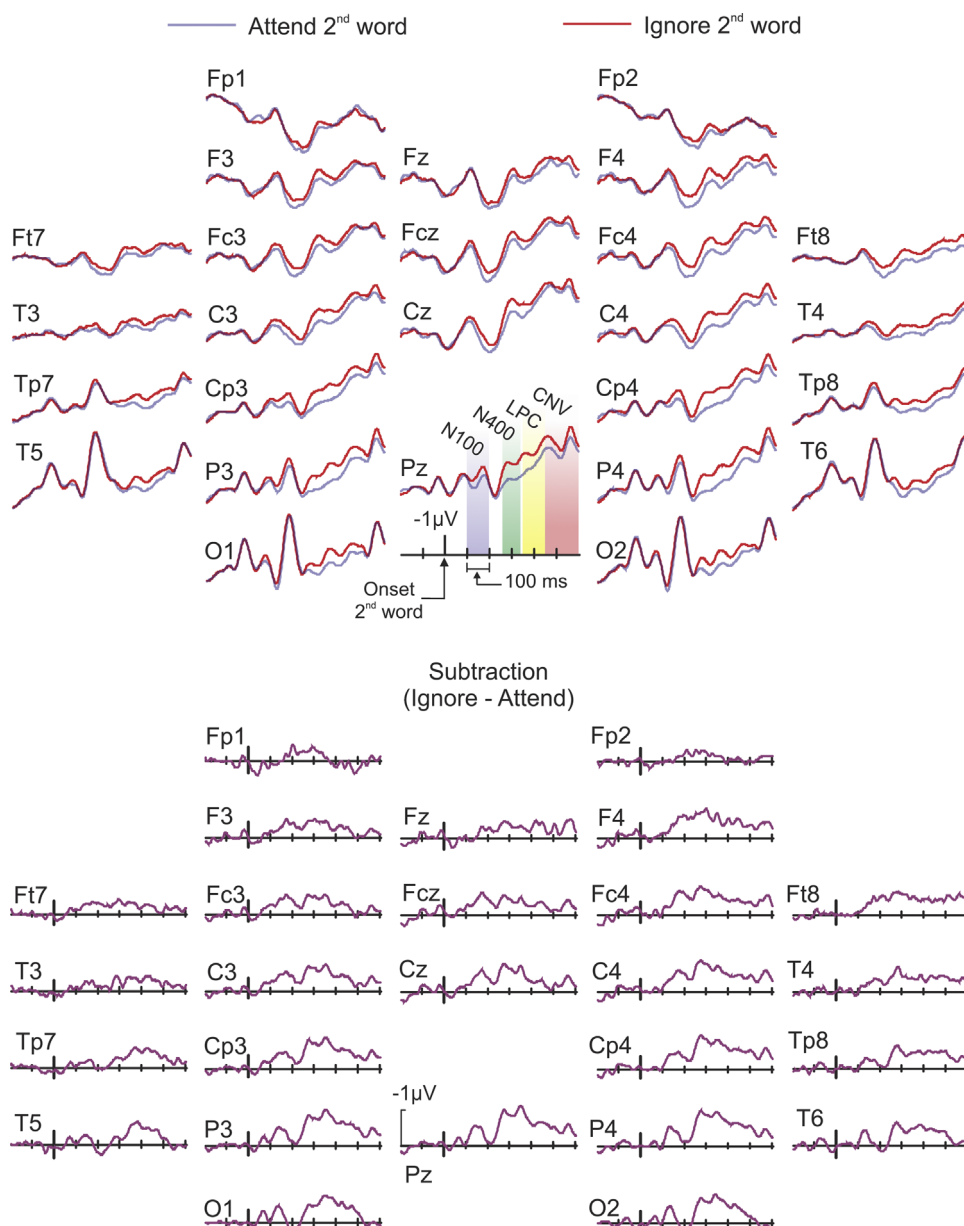 Attend 2nd word
Ignore 2nd word
Fp1
Fp2
F3
Fz
F4
Ft7
Fc3
Fcz
Fc4
Ft8
T3
C3
Cz
C4
T4
Tp7
Cp3
Cp4
Tp8
N100
N400
LPC
CNV
T5
P3
Pz
P4
T6
-1µV
O1
O2
Onset
2nd word
100 ms
Subtraction
(Ignore - Attend)
Fp1
Fp2
F3
Fz
F4
Ft7
Fc3
Fcz
Fc4
Ft8
T3
C3
Cz
C4
T4
Tp7
Cp3
Cp4
Tp8
-1µV
T5
P3
Pz
P4
T6
O1
O2